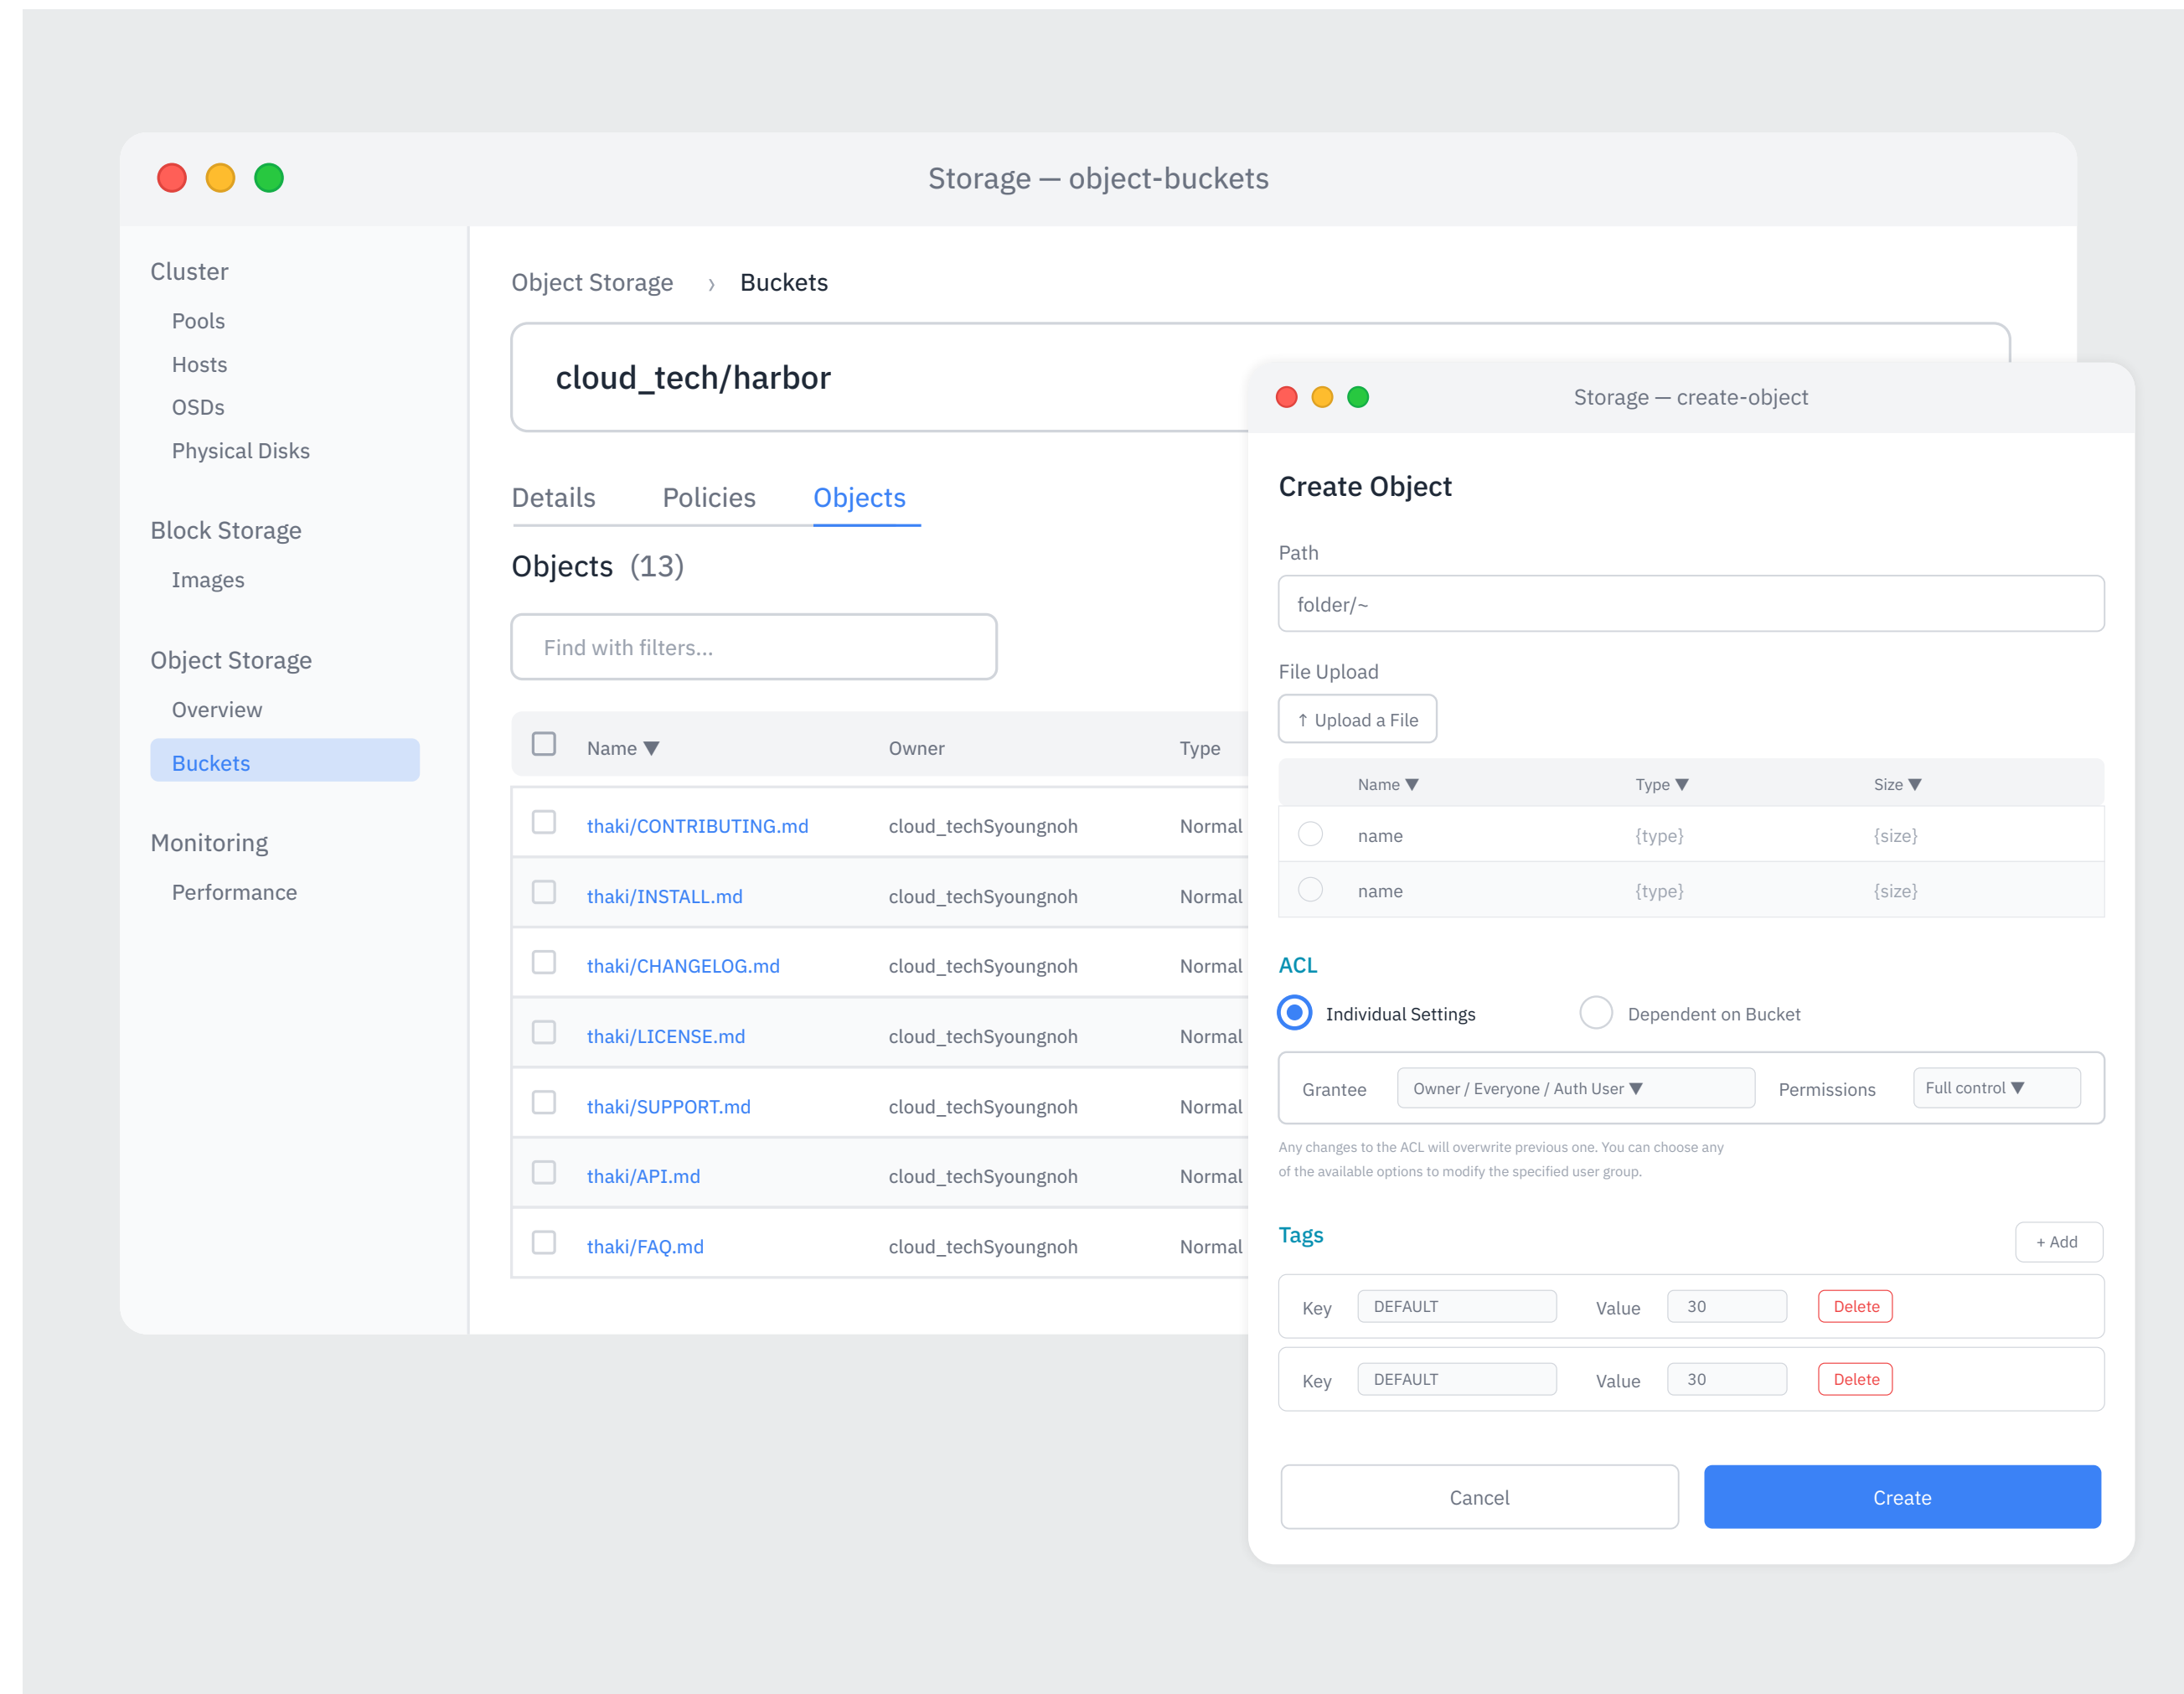 Storage — object-buckets
Cluster
Pools
Hosts
OSDs
Physical Disks
Block Storage
Images
Object Storage
Overview
Buckets
Monitoring
Performance
Object Storage › Buckets
cloud_tech/harbor
Details Policies Objects
Objects (13)
Find with filters...
Name ▼ Owner Type
thaki/CONTRIBUTING.md cloud_techSyoungnoh Normal
thaki/INSTALL.md cloud_techSyoungnoh Normal
thaki/CHANGELOG.md cloud_techSyoungnoh Normal
thaki/LICENSE.md cloud_techSyoungnoh Normal
thaki/SUPPORT.md cloud_techSyoungnoh Normal
thaki/API.md cloud_techSyoungnoh Normal
thaki/FAQ.md cloud_techSyoungnoh Normal
Storage — create-object
Create Object
Path
folder/~
File Upload
↑ Upload a File
Name ▼ Type ▼ Size ▼
name {type} {size}
name {type} {size}
ACL
Individual Settings Dependent on Bucket
Grantee Owner / Everyone / Auth User ▼ Permissions Full control ▼
Any changes to the ACL will overwrite previous one. You can choose any
of the available options to modify the specified user group.
Tags + Add
Key DEFAULT Value 30 Delete
Key DEFAULT Value 30 Delete
Cancel Create